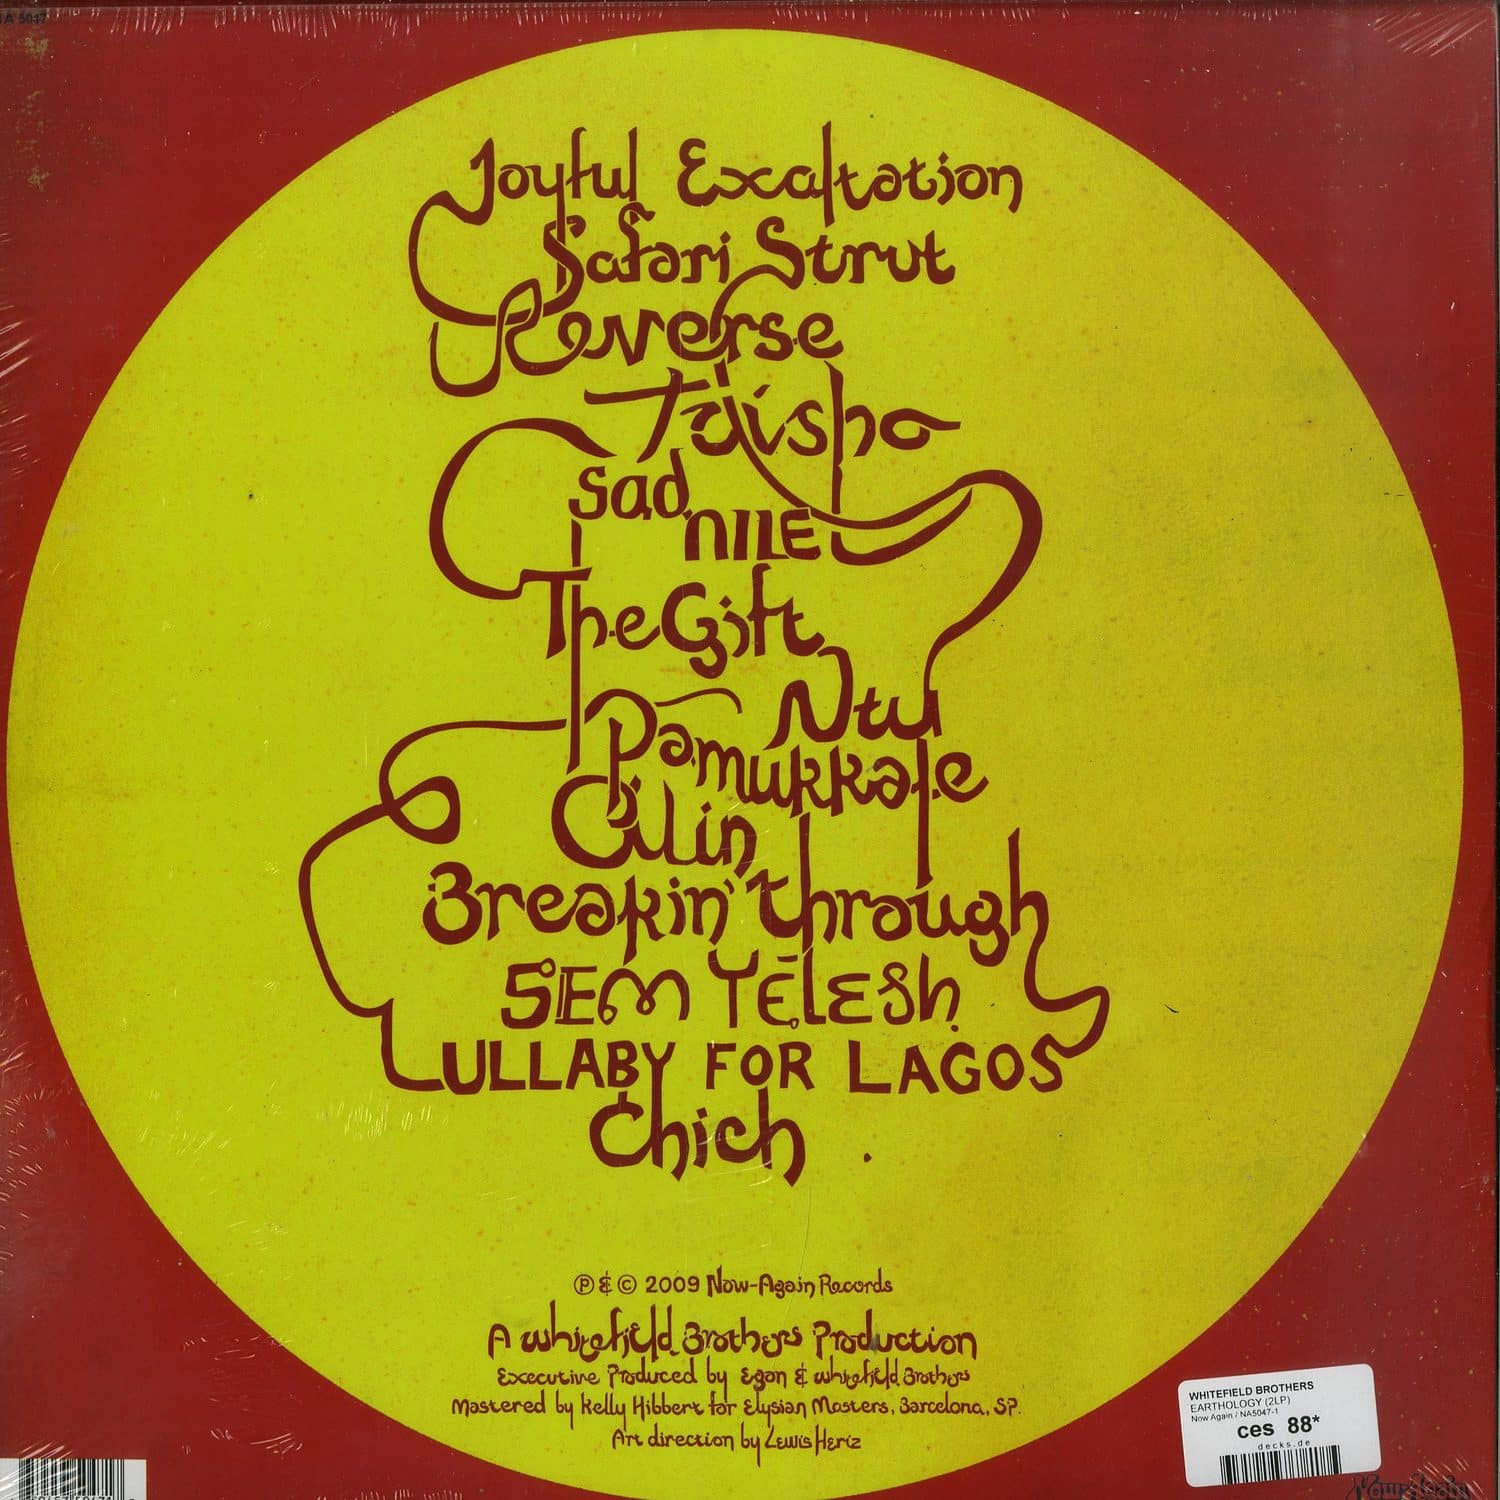 Joyful Exaltation
Safari Strut
Reverse
Taisho
Sad
Nile
The Gift
Ntu
Pamukkale
Cilin
Breakin' through
SEM YELESH
LULLABY FOR LAGOS
Chich
℗ & © 2009 Now-Again Records
A Whitefield Brothers Production
Executive Produced by Egon & Whitefield Brothers
Mastered by Kelly Hibbert for Elysian Masters, Barcelona, SP.
Art direction by Lewis Heriz
WHITEFIELD BROTHERS
EARTHOLOGY (2LP)
Now Again / NA5047-1
ces 88*
decks.de